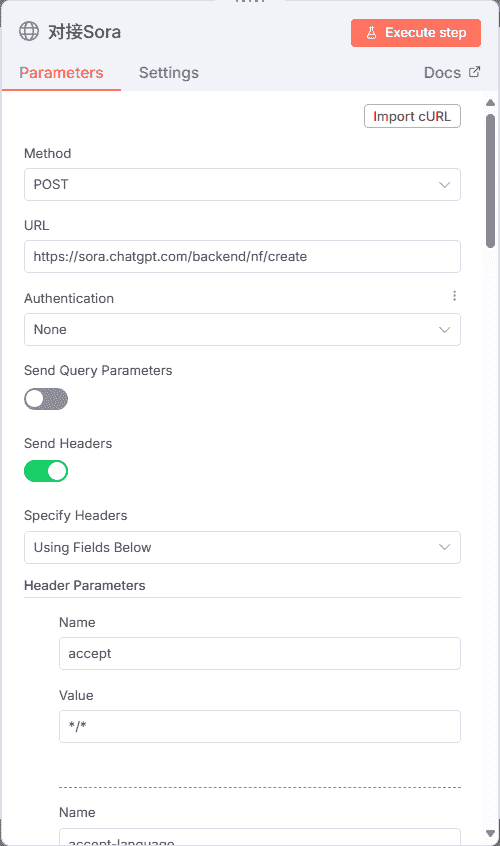 对接Sora
Execute step
Parameters Settings Docs
Import cURL
Method
POST
URL
https://sora.chatgpt.com/backend/nf/create
Authentication
None
Send Query Parameters
Send Headers
Specify Headers
Using Fields Below
Header Parameters
Name
accept
Value
*/*
Name
accept-language